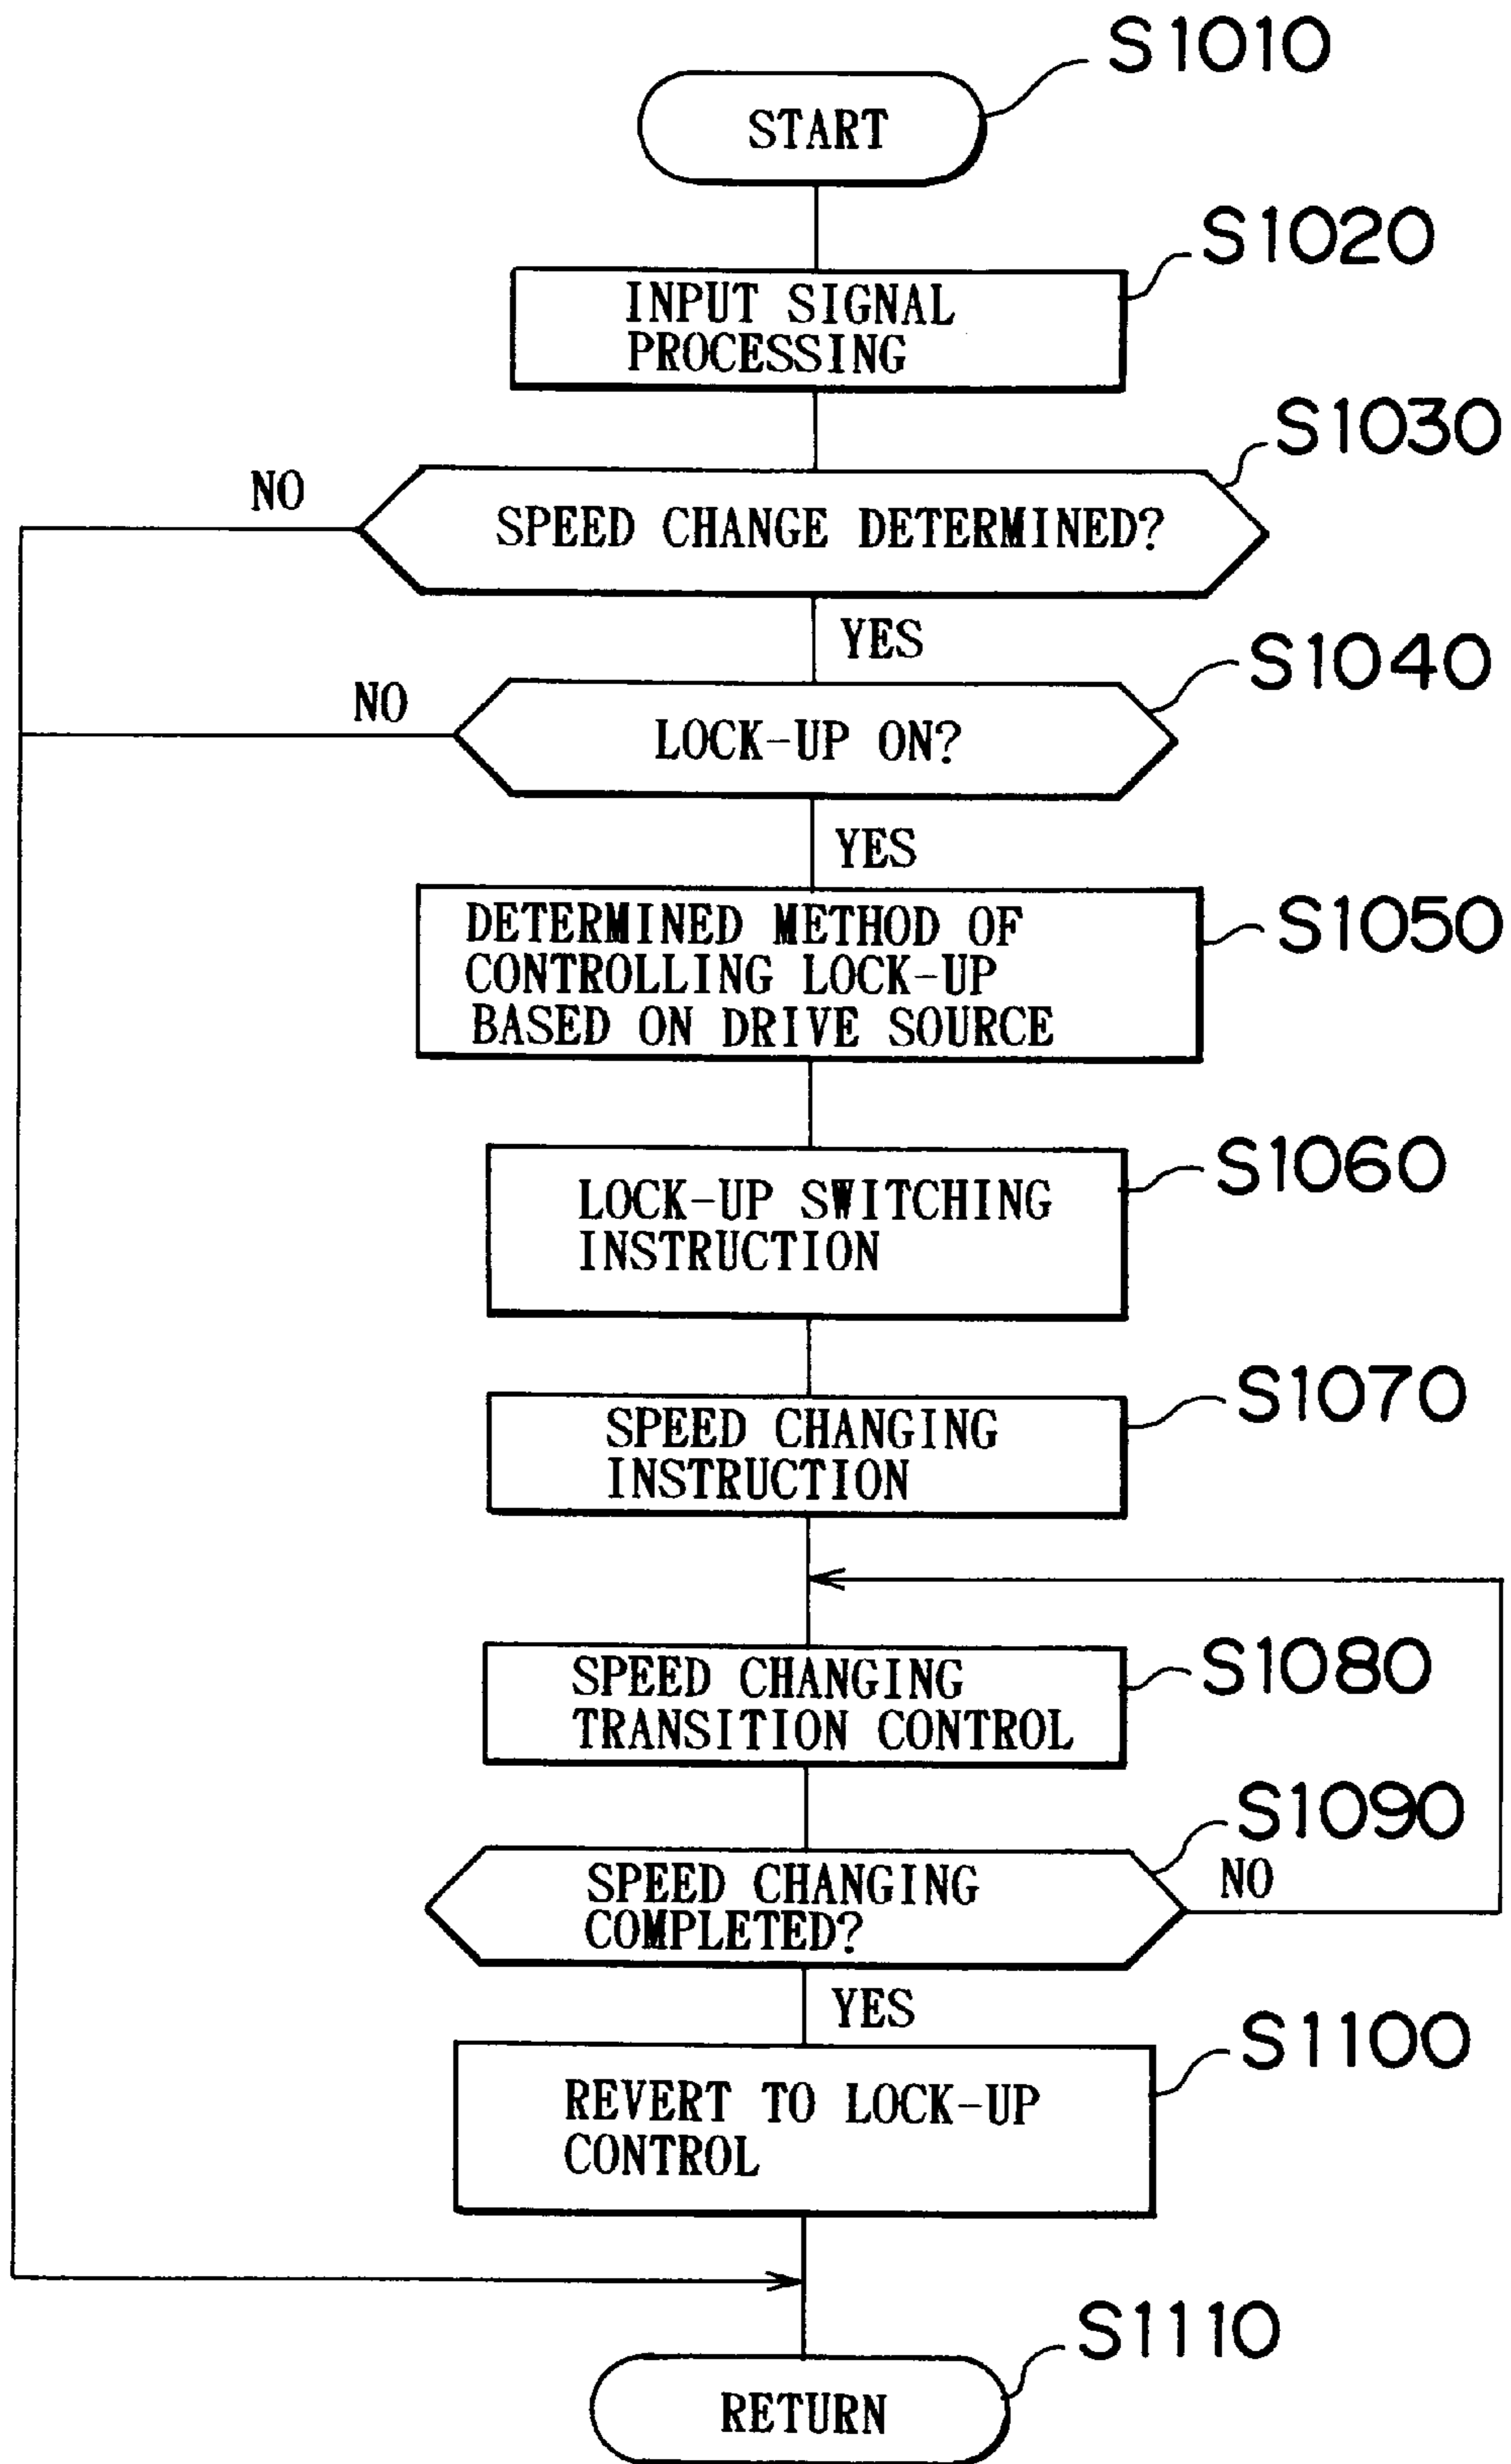 S1010
START
S1020
INPUT SIGNAL
PROCESSING
S1030
NO
SPEED CHANGE DETERMINED?
YES
S1040
NO
LOCK-UP ON?
YES
S1050
DETERMINED METHOD OF
CONTROLLING LOCK-UP
BASED ON DRIVE SOURCE
S1060
LOCK-UP SWITCHING
INSTRUCTION
S1070
SPEED CHANGING
INSTRUCTION
S1080
SPEED CHANGING
TRANSITION CONTROL
S1090
SPEED CHANGING
COMPLETED?
NO
YES
S1100
REVERT TO LOCK-UP
CONTROL
S1110
RETURN